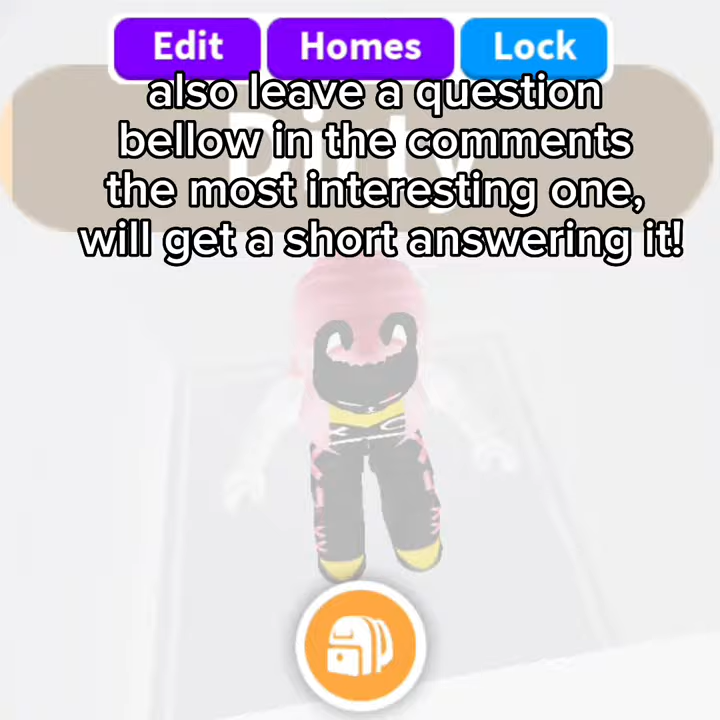 Edit Homes Lock
also leave a question
bellow in the comments
the most interesting one,
will get a short answering it!
Dirty